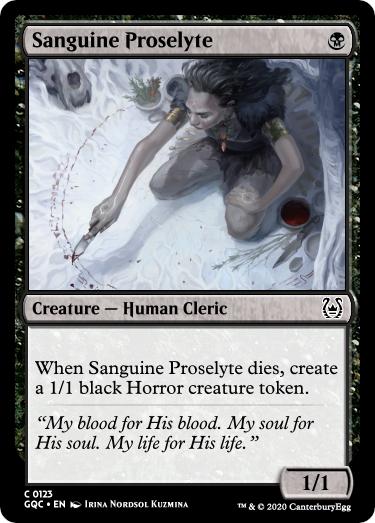 Sanguine Proselyte
Creature — Human Cleric
When Sanguine Proselyte dies, create
a 1/1 black Horror creature token.
“My blood for His blood. My soul for
His soul. My life for His life.”
1/1
C 0123
GQC • EN Irina Nordsol Kuzmina
™ & © 2020 CanterburyEgg